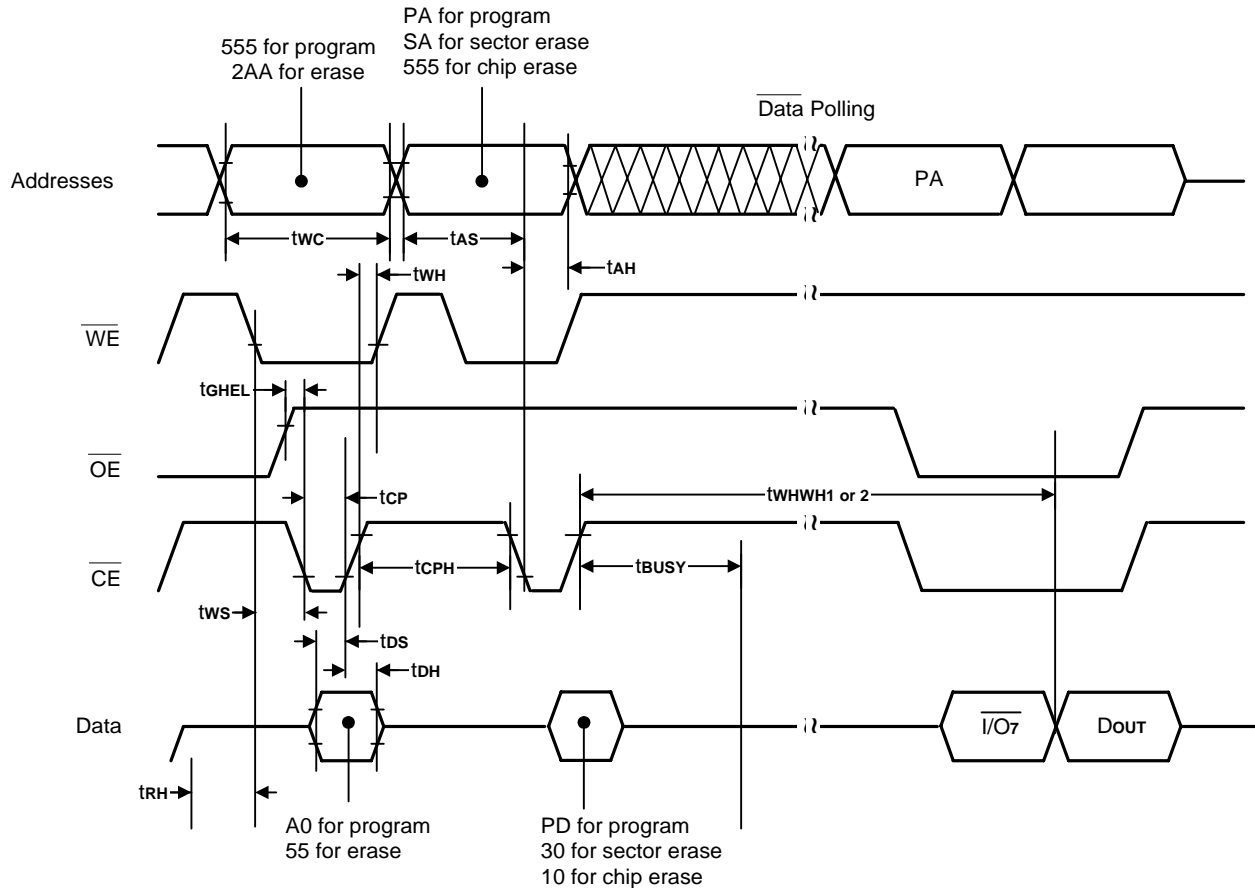 555 for program
2AA for erase
PA for program
SA for sector erase
555 for chip erase
Data Polling
Addresses
PA
tWC
tAS
tWH
tAH
WE
tGHEL
OE
tCP
tWHWH1 or 2
CE
tCPH
tBUSY
tWS
tDS
tDH
Data
I/O7
DOUT
tRH
A0 for program
55 for erase
PD for program
30 for sector erase
10 for chip erase